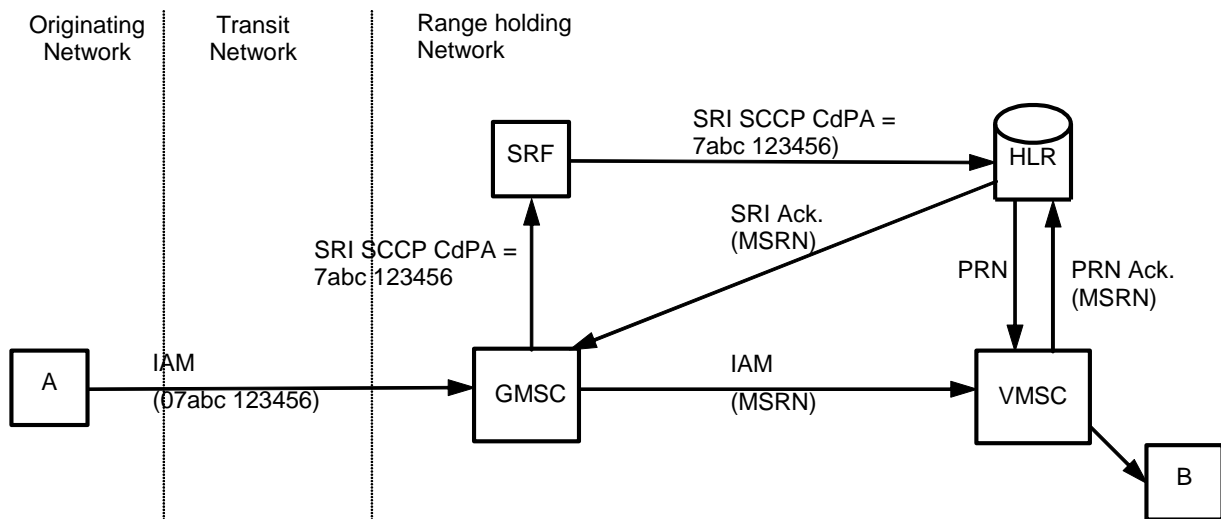 Originating
Network
Transit
Network
Range holding
Network
SRI SCCP CdPA =
7abc 123456)
SRF
HLR
SRI Ack.
(MSRN)
SRI SCCP CdPA =
7abc 123456
PRN
PRN Ack.
(MSRN)
A
IAM
(07abc 123456)
GMSC
IAM
(MSRN)
VMSC
B